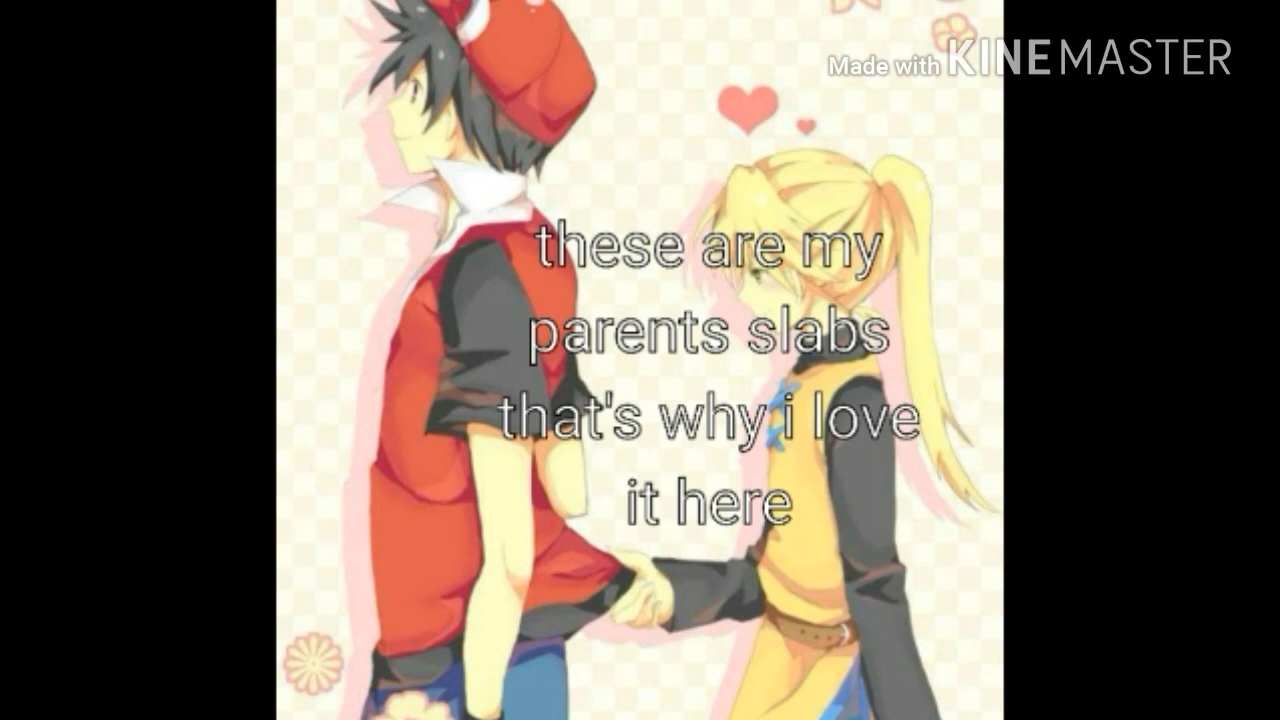 Made with KINEMASTER
these are my
parents slabs
that's why i love
it here